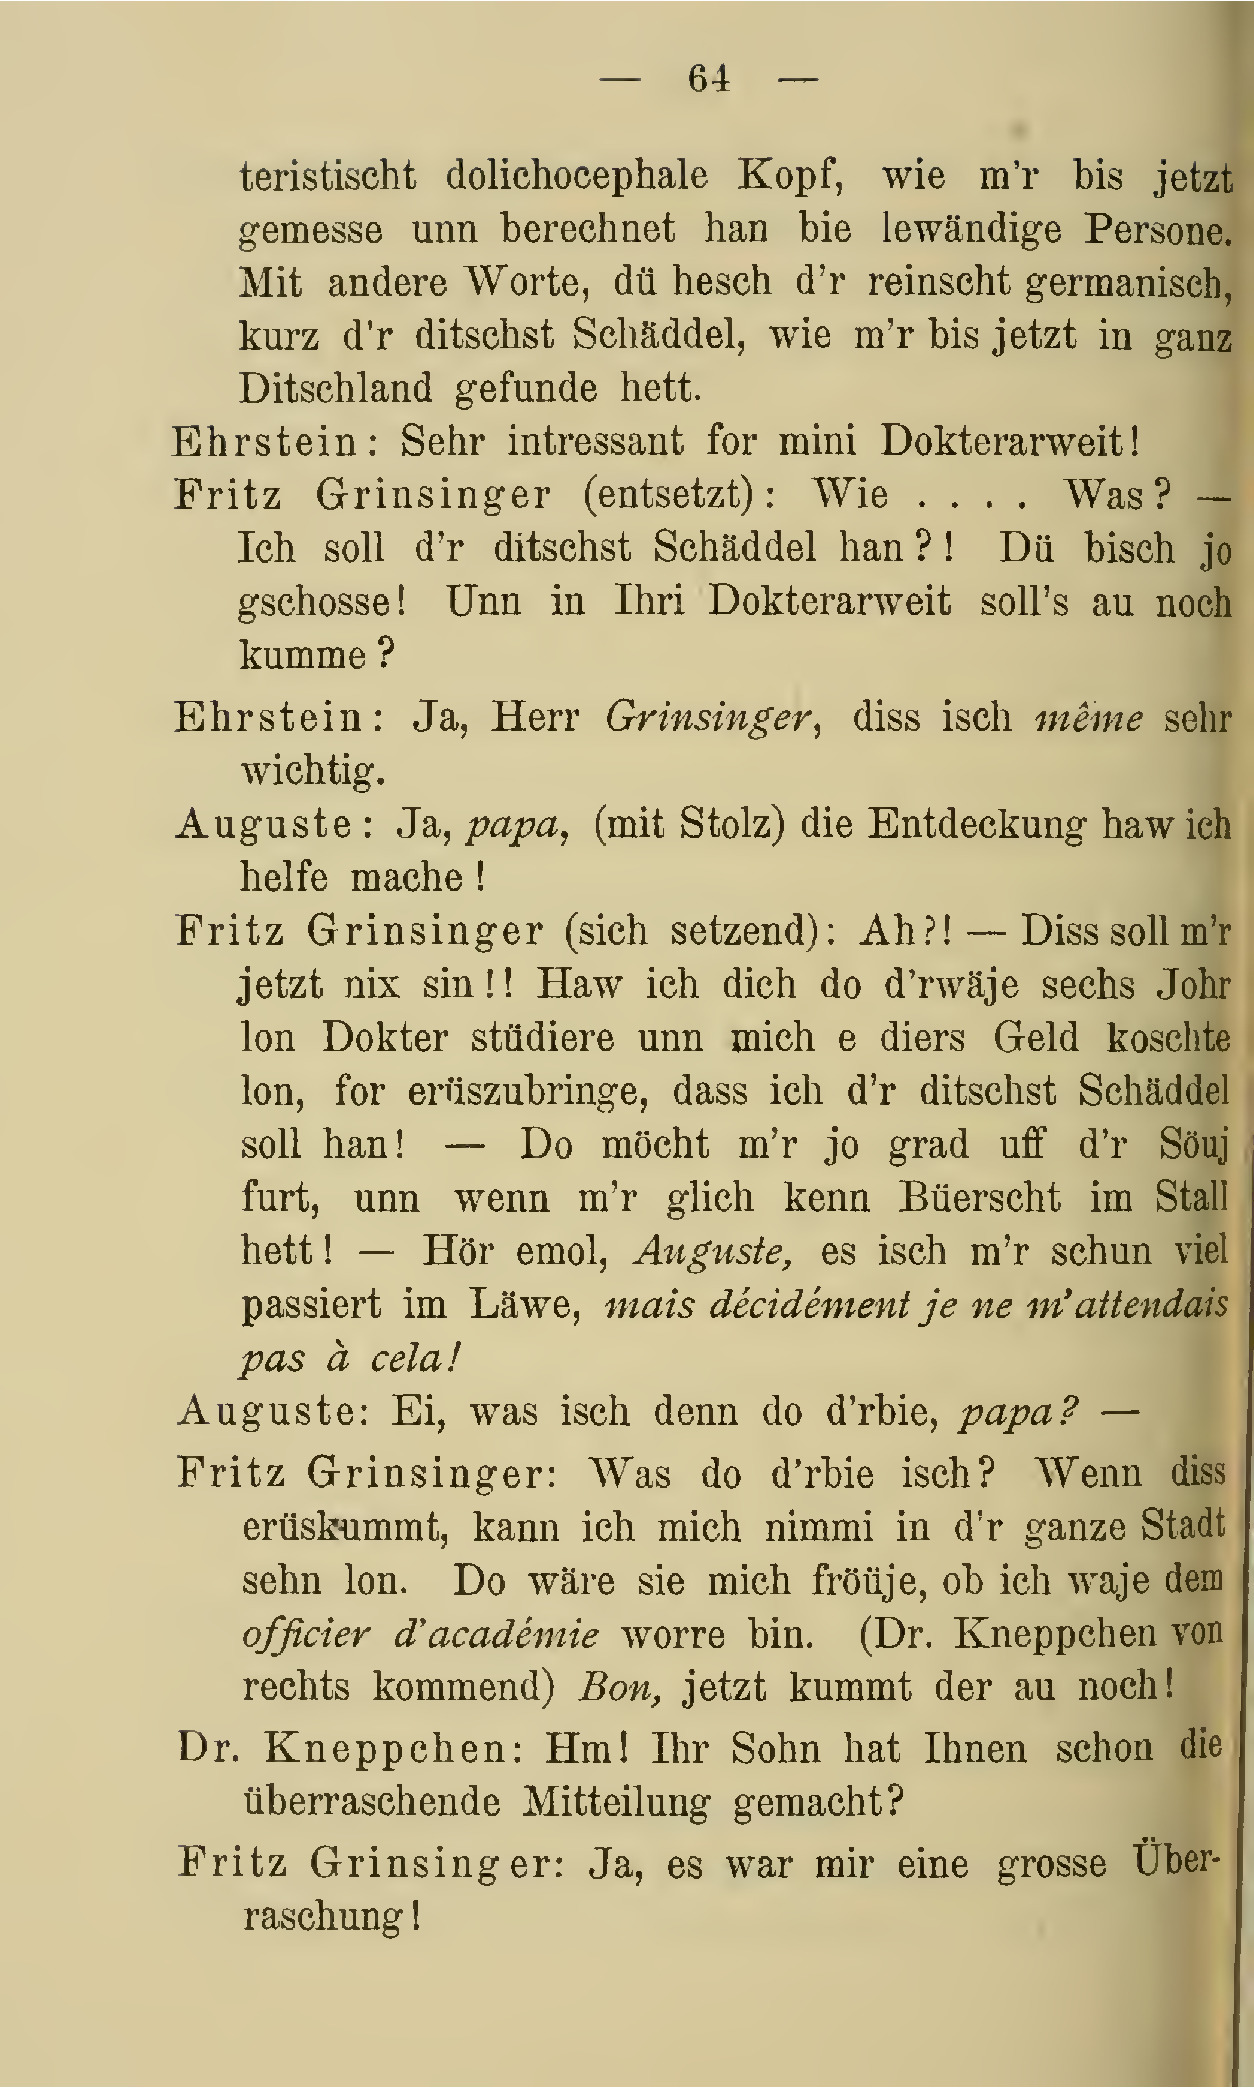 — 64 —
teristischt dolichocephale Kopf, wie m'r bis jetzt
gemesse unn berechnet han bie lewändige Persone.
Mit andere Worte, dü hesch d'r reinscht germanisch,
kurz d'r ditschst Schäddel, wie m'r bis jetzt in ganz
Ditschland gefunde hett.
Ehrstein: Sehr intressant for mini Dokterarweit!
Fritz Grinsinger (entsetzt): Wie . . . . Was? —
Ich soll d'r ditschst Schäddel han?! Dü bisch jo
gschosse! Unn in Ihri Dokterarweit soll's au noch
kumme?
Ehrstein: Ja, Herr Grinsinger, diss isch même sehr
wichtig.
Auguste: Ja, papa, (mit Stolz) die Entdeckung haw ich
helfe mache!
Fritz Grinsinger (sich setzend): Ah?! — Diss soll m'r
jetzt nix sin!! Haw ich dich do d'rwäje sechs Johr
lon Dokter stüdiere unn mich e diers Geld koschte
lon, for erüszubringe, dass ich d'r ditschst Schäddel
soll han! — Do möcht m'r jo grad uff d'r Söuj
furt, unn wenn m'r glich kenn Büerscht im Stall
hett! — Hör emol, Auguste, es isch m'r schun viel
passiert im Läwe, mais décidément je ne m'attendais
pas à cela!
Auguste: Ei, was isch denn do d'rbie, papa? —
Fritz Grinsinger: Was do d'rbie isch? Wenn diss
erüskummt, kann ich mich nimmi in d'r ganze Stadt
sehn lon. Do wäre sie mich fröüje, ob ich waje dem
officier d'académie worre bin. (Dr. Kneppchen von
rechts kommend) Bon, jetzt kummt der au noch!
Dr. Kneppchen: Hm! Ihr Sohn hat Ihnen schon die
überraschende Mitteilung gemacht?
Fritz Grinsinger: Ja, es war mir eine grosse Über-
raschung!